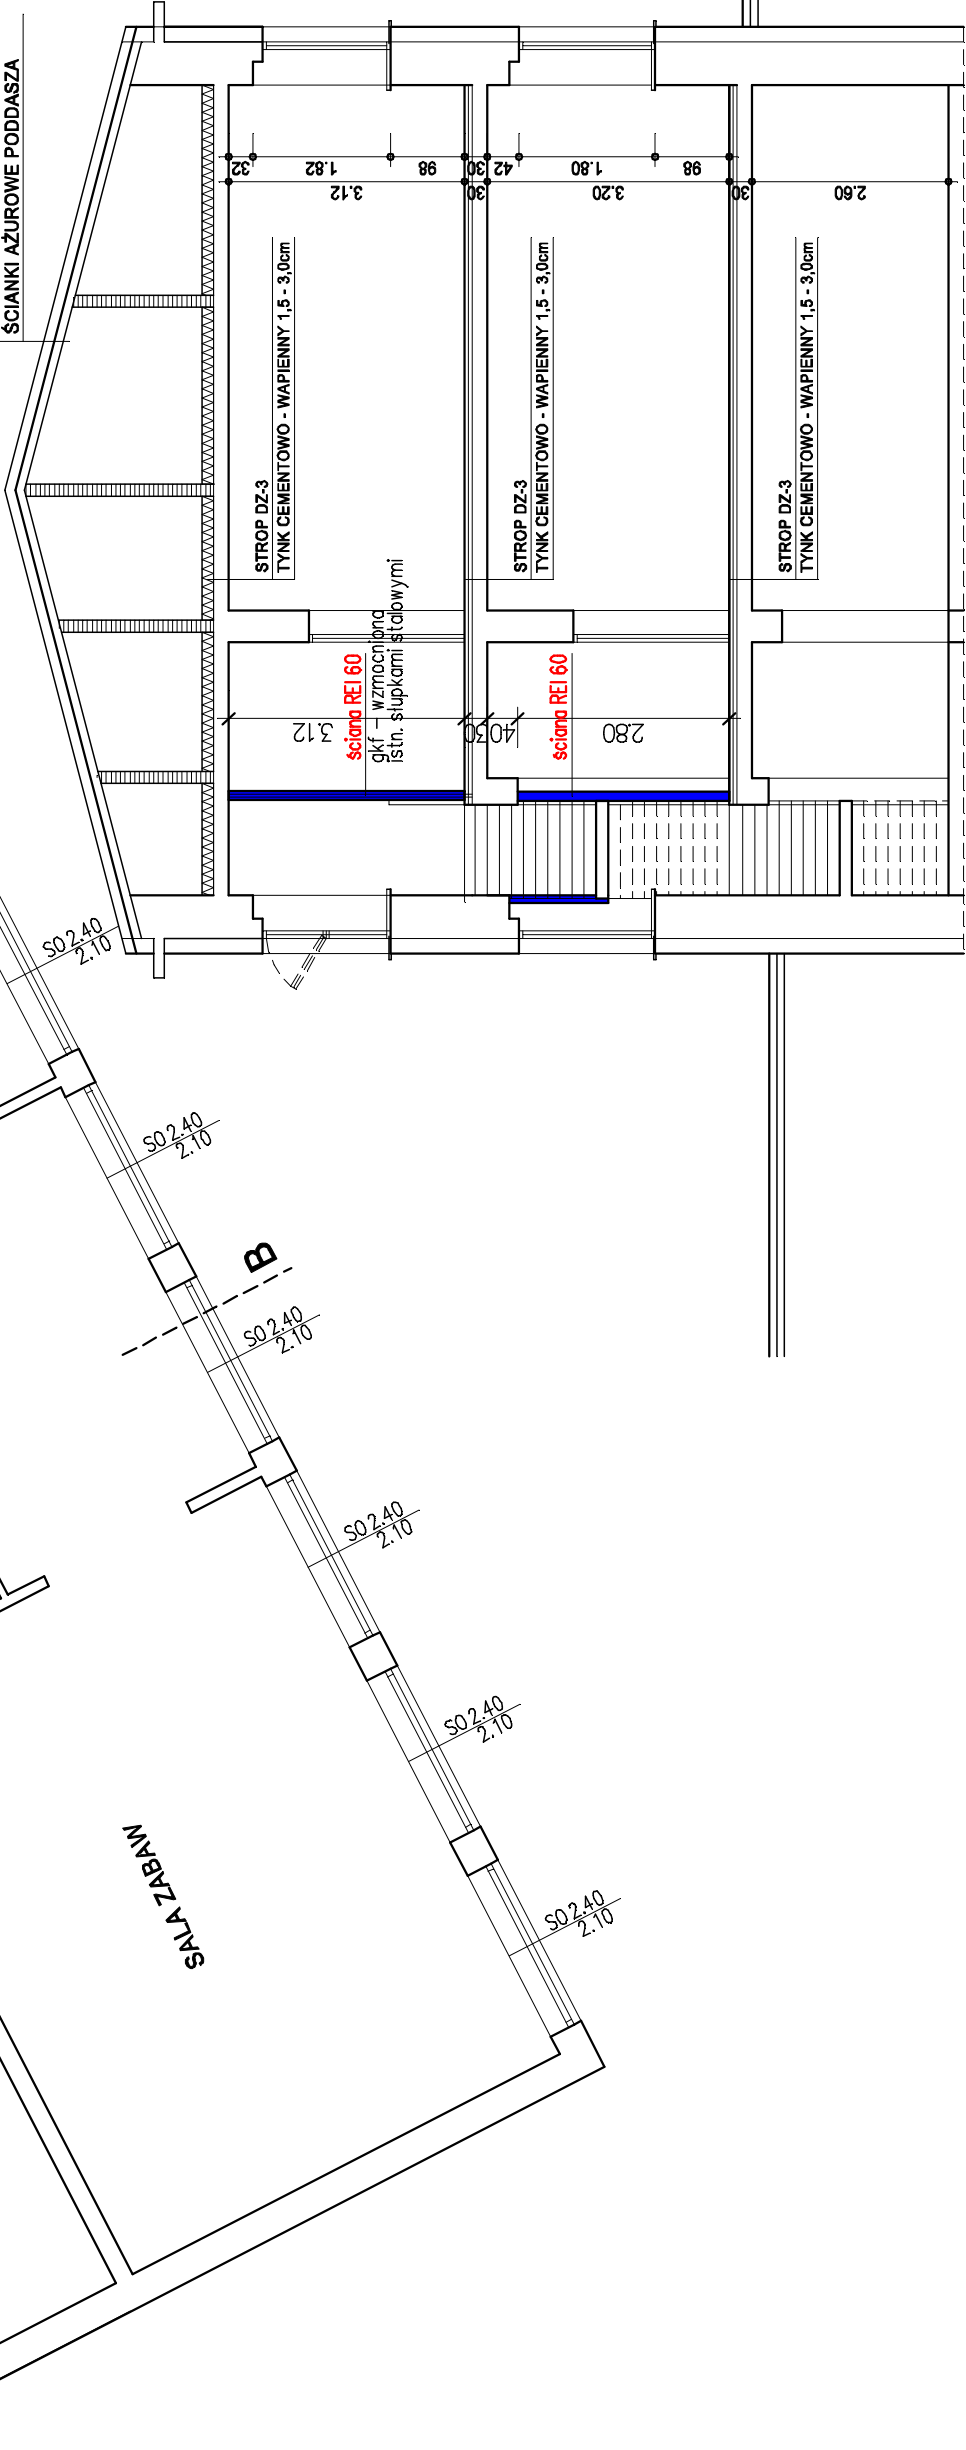 ŚCIANKI AŻUROWE PODDASZA
32
1.82
98
30
42
1.80
98
3.12
30
3.20
30
2.60
STROP DZ-3
TYNK CEMENTOWO - WAPIENNY 1,5 - 3,0cm
STROP DZ-3
TYNK CEMENTOWO - WAPIENNY 1,5 - 3,0cm
STROP DZ-3
TYNK CEMENTOWO - WAPIENNY 1,5 - 3,0cm
ściana REI 60
gkf – wzmocniona
istn. słupkami stalowymi
ściana REI 60
3.12
30
40
2.80
SO 2.40
2.10
SO 2.40
2.10
B
SO 2.40
2.10
SO 2.40
2.10
SO 2.40
2.10
SO 2.40
2.10
SALA ZABAW